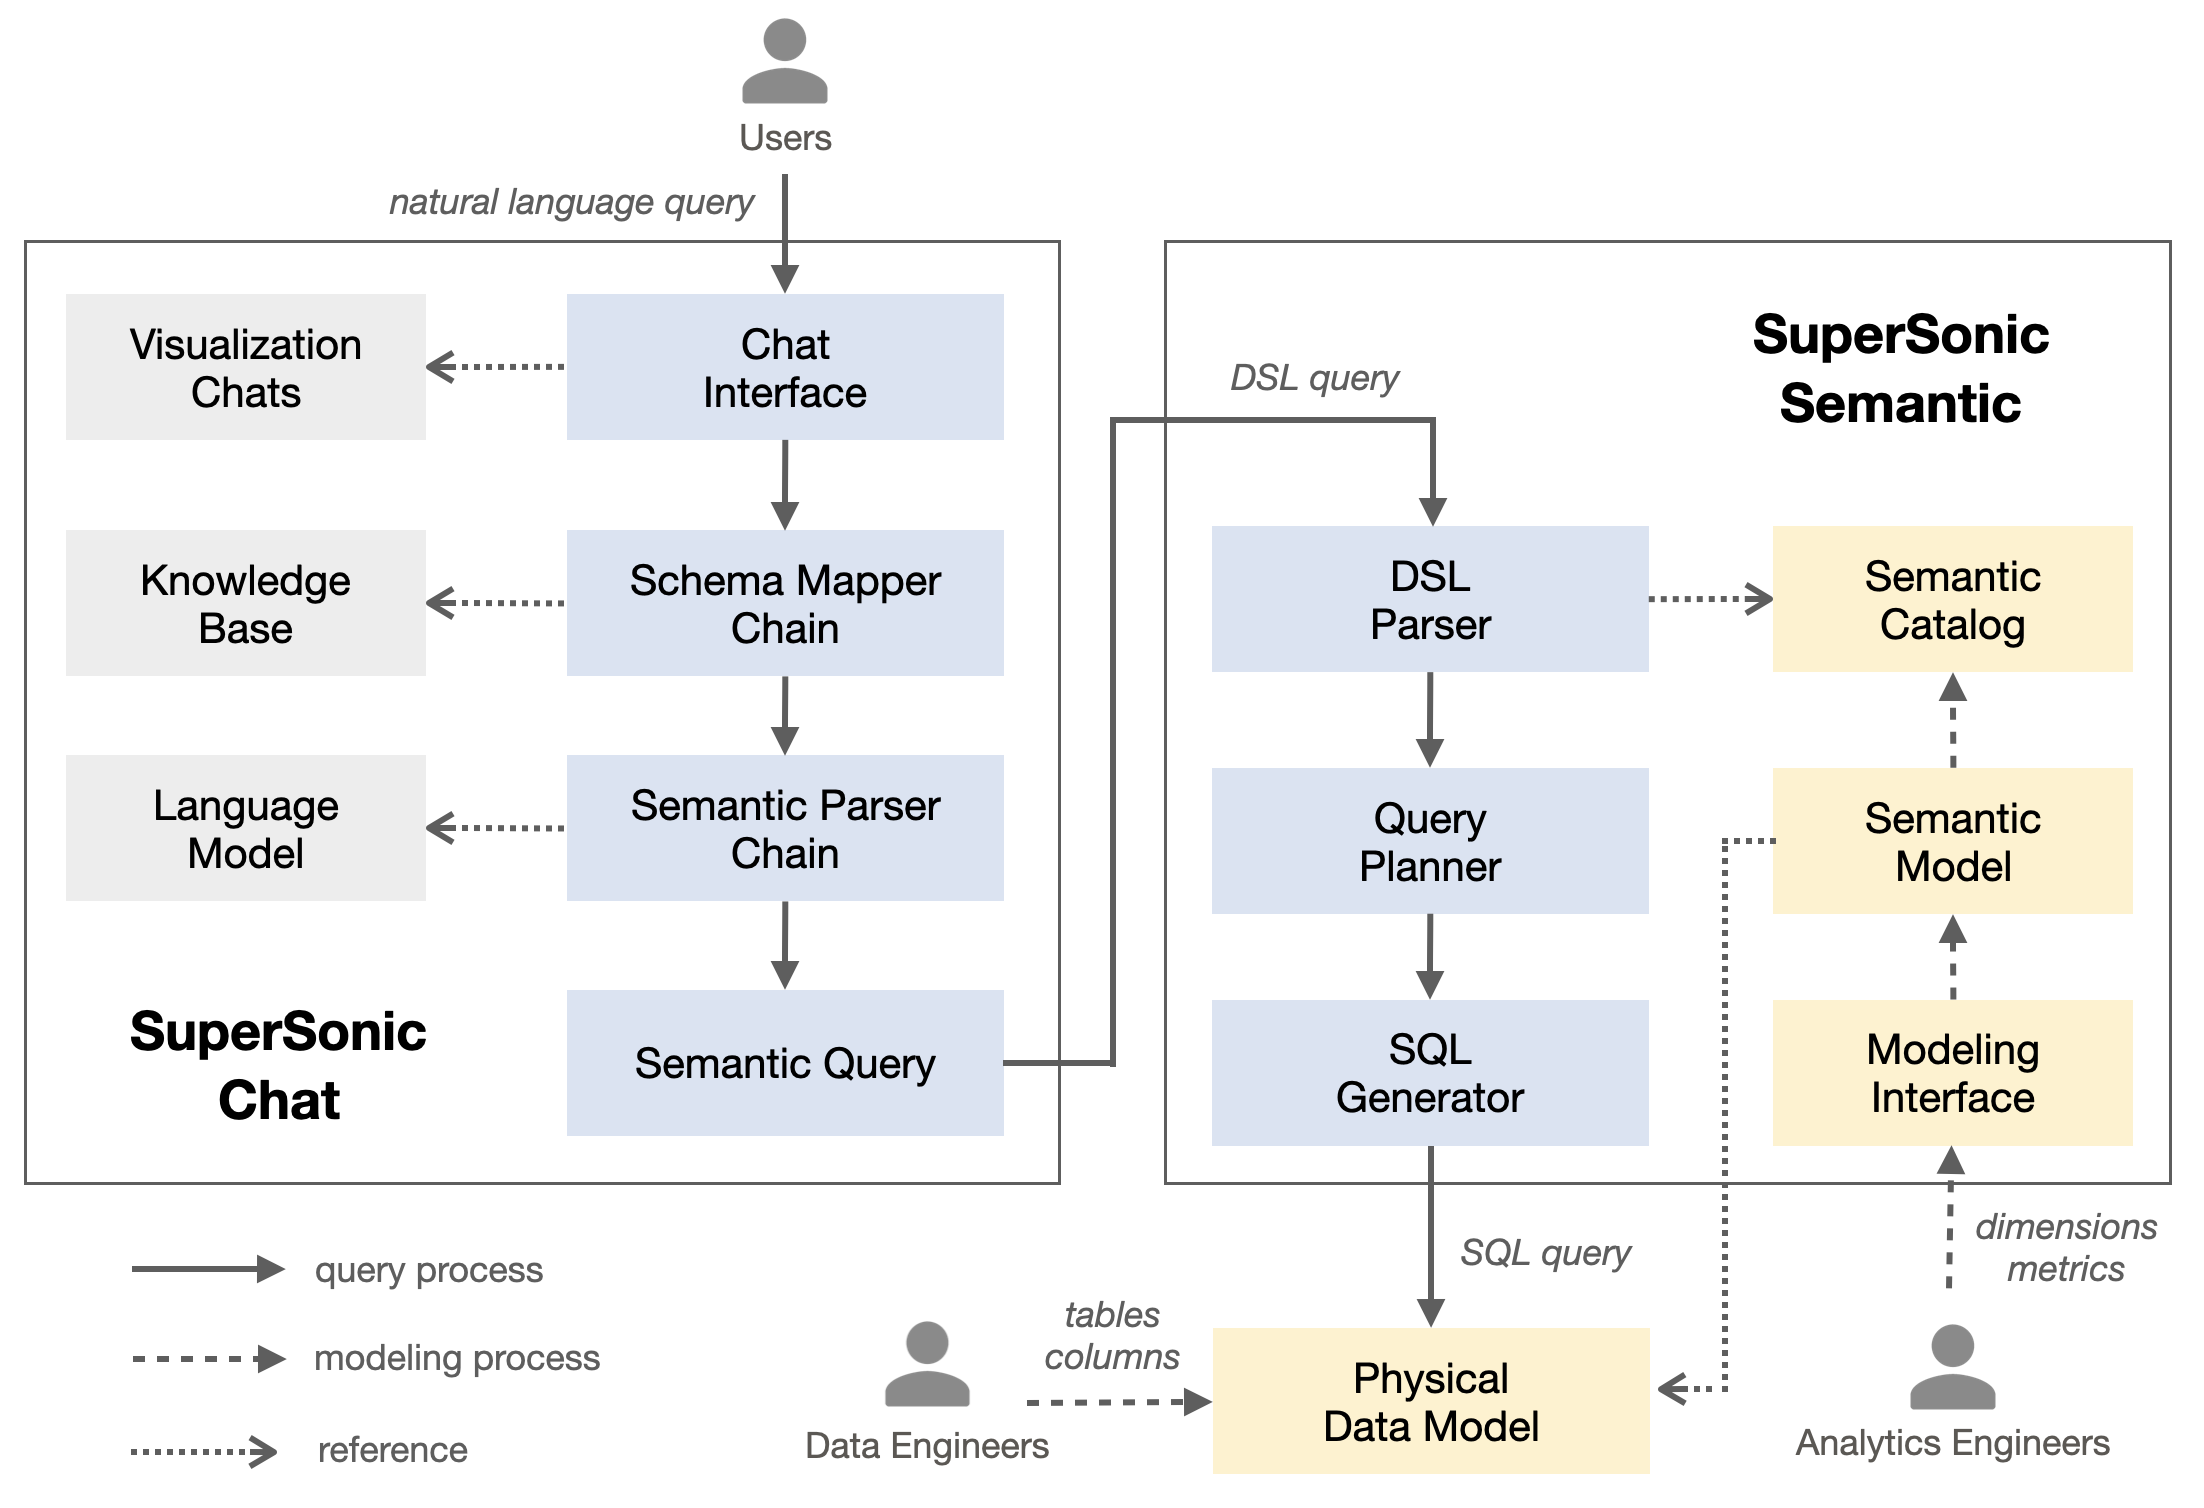 Users
natural language query
Visualization
Chats
Chat
Interface
Knowledge
Base
Schema Mapper
Chain
Language
Model
Semantic Parser
Chain
SuperSonic
Chat
Semantic Query
DSL query
SuperSonic
Semantic
DSL
Parser
Semantic
Catalog
Query
Planner
Semantic
Model
SQL
Generator
Modeling
Interface
SQL query
dimensions
metrics
query process
modeling process
reference
tables
columns
Data Engineers
Physical
Data Model
Analytics Engineers